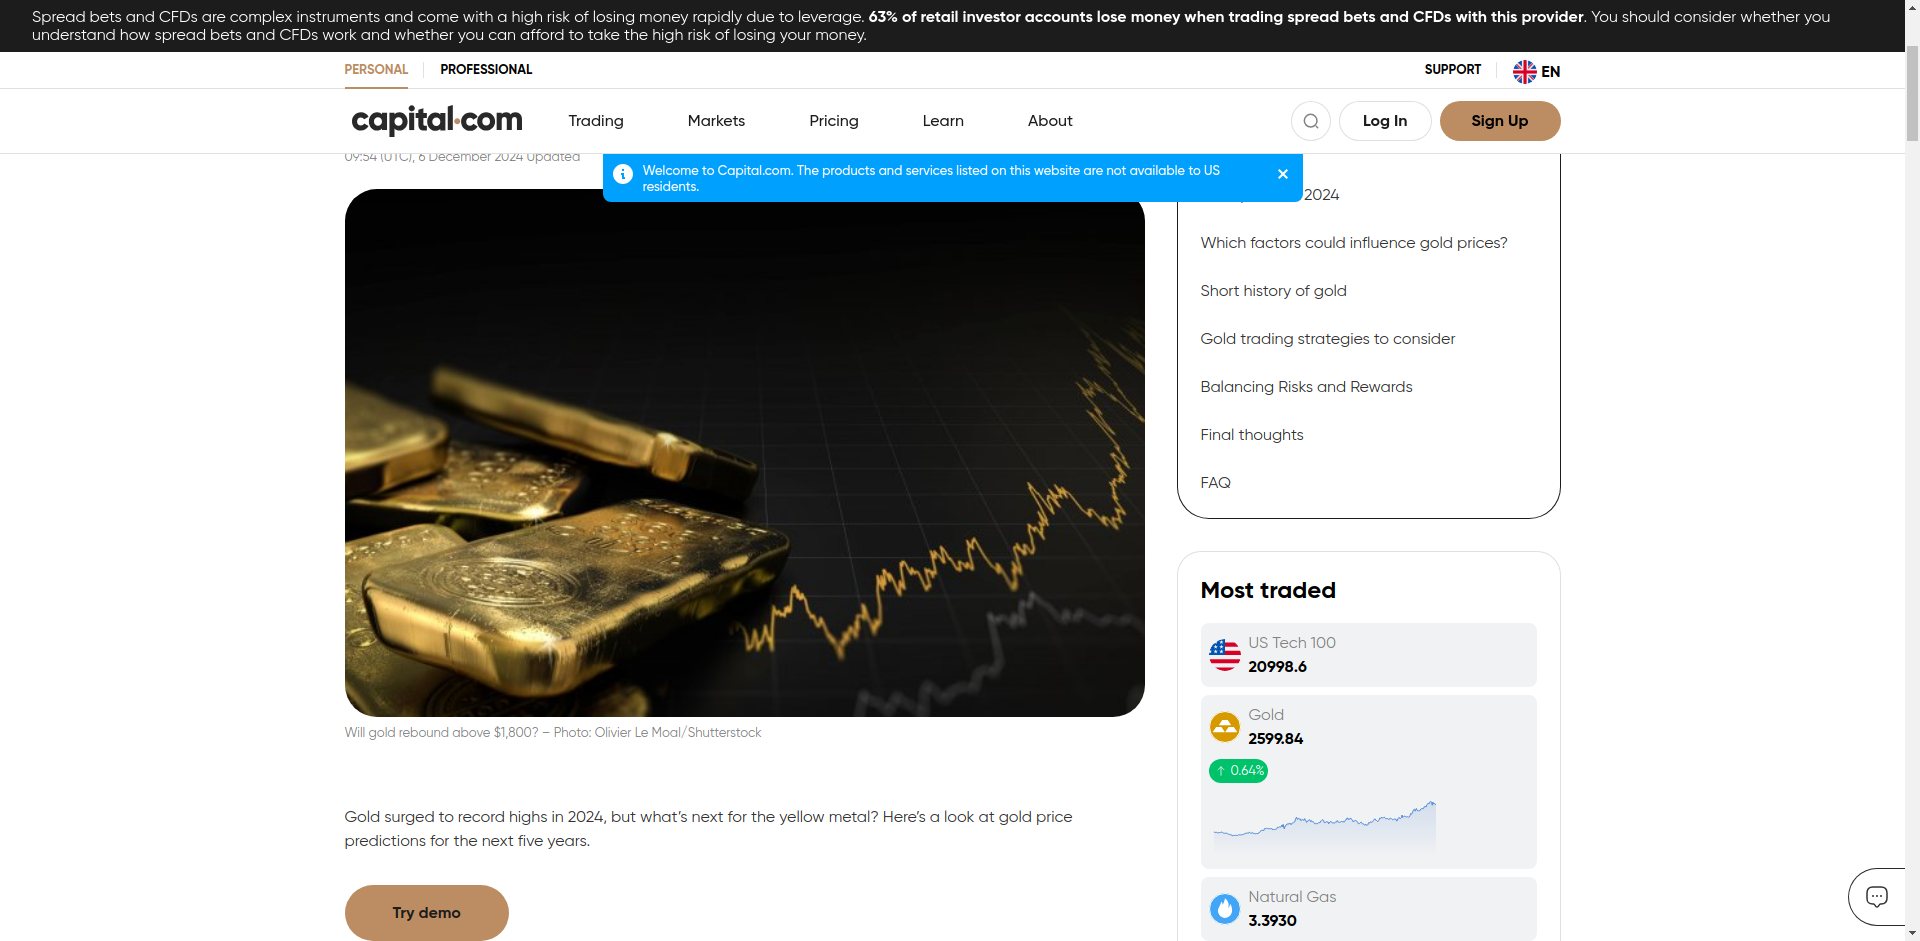 Spread bets and CFDs are complex instruments and come with a high risk of losing money rapidly due to leverage. 63% of retail investor accounts lose money when trading spread bets and CFDs with this provider. You should consider whether you
understand how spread bets and CFDs work and whether you can afford to take the high risk of losing your money.
PERSONAL
PROFESSIONAL
SUPPORT
EN
capital.com
Trading
Markets
Pricing
Learn
About
Log In
Sign Up
09:54 (UTC), 6 December 2024 Updated
Welcome to Capital.com. The products and services listed on this website are not available to US
residents.
2024
Which factors could influence gold prices?
Short history of gold
Gold trading strategies to consider
Balancing Risks and Rewards
Final thoughts
FAQ
Will gold rebound above $1,800? – Photo: Olivier Le Moal/Shutterstock
Gold surged to record highs in 2024, but what’s next for the yellow metal? Here’s a look at gold price
predictions for the next five years.
Try demo
Most traded
US Tech 100
20998.6
Gold
2599.84
↑ 0.64%
Natural Gas
3.3930